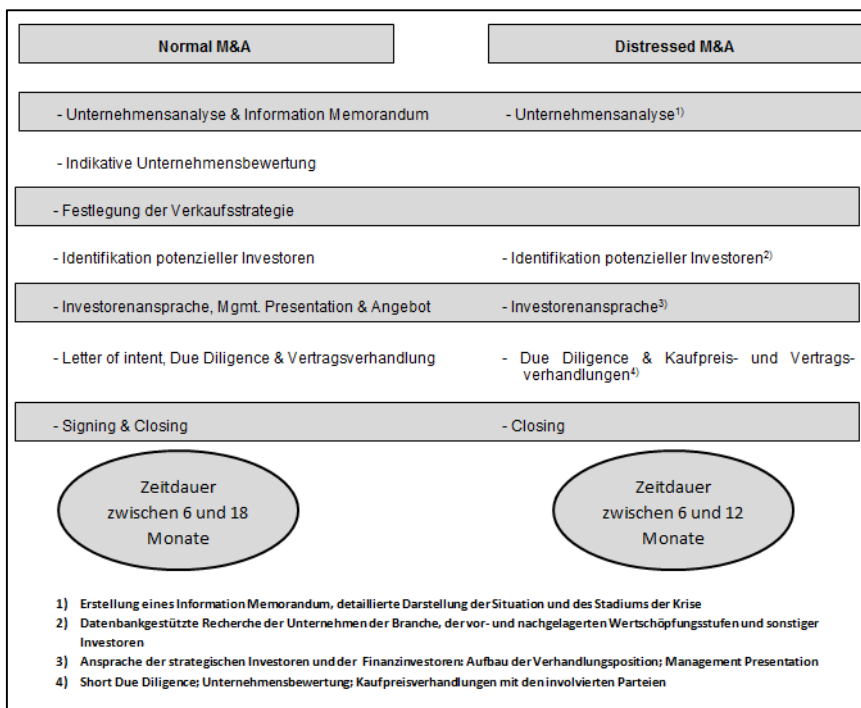 Normal M&A Distressed M&A
- Unternehmensanalyse & Information Memorandum - Unternehmensanalyse1)
- Indikative Unternehmensbewertung
- Festlegung der Verkaufsstrategie
- Identifikation potenzieller Investoren - Identifikation potenzieller Investoren2)
- Investorenansprache, Mgmt. Presentation & Angebot - Investorenansprache3)
- Letter of intent, Due Diligence & Vertragsverhandlung - Due Diligence & Kaufpreis- und Vertrags-
verhandlungen4)
- Signing & Closing - Closing
Zeitdauer Zeitdauer
zwischen 6 und 18 zwischen 6 und 12
Monate Monate
1) Erstellung eines Information Memorandum, detaillierte Darstellung der Situation und des Stadiums der Krise
2) Datenbankgestützte Recherche der Unternehmen der Branche, der vor- und nachgelagerten Wertschöpfungsstufen und sonstiger
Investoren
3) Ansprache der strategischen Investoren und der Finanzinvestoren: Aufbau der Verhandlungsposition; Management Presentation
4) Short Due Diligence; Unternehmensbewertung; Kaufpreisverhandlungen mit den involvierten Parteien